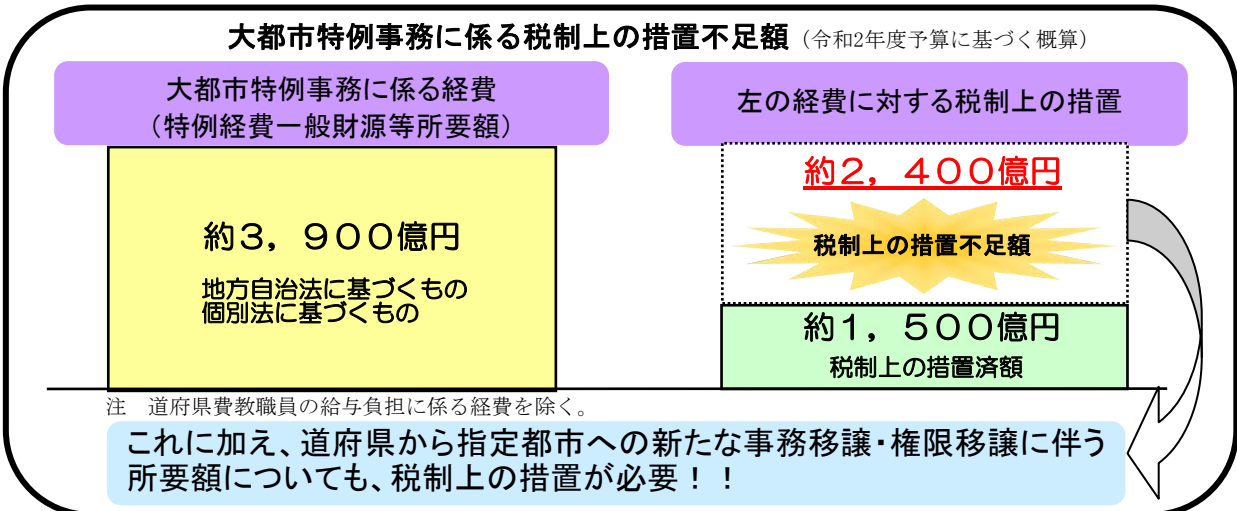 大都市特例事務に係る税制上の措置不足額（令和2年度予算に基づく概算）
大都市特例事務に係る経費
（特例経費一般財源等所要額）
左の経費に対する税制上の措置
約３，９００億円
地方自治法に基づくもの
個別法に基づくもの
約２，４００億円
税制上の措置不足額
約１，５００億円
税制上の措置済額
注　道府県費教職員の給与負担に係る経費を除く。
これに加え、道府県から指定都市への新たな事務移譲・権限移譲に伴う
所要額についても、税制上の措置が必要！！